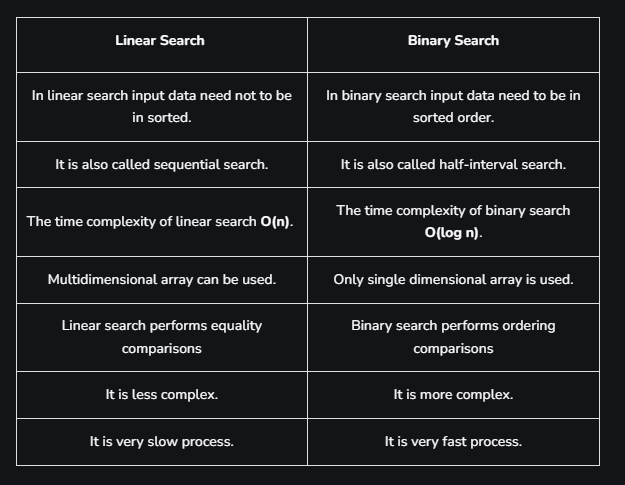 Linear Search
Binary Search
In linear search input data need not to be
in sorted.
In binary search input data need to be in
sorted order.
It is also called sequential search.
It is also called half-interval search.
The time complexity of linear search O(n).
The time complexity of binary search
O(log n).
Multidimensional array can be used.
Only single dimensional array is used.
Linear search performs equality
comparisons
Binary search performs ordering
comparisons
It is less complex.
It is more complex.
It is very slow process.
It is very fast process.